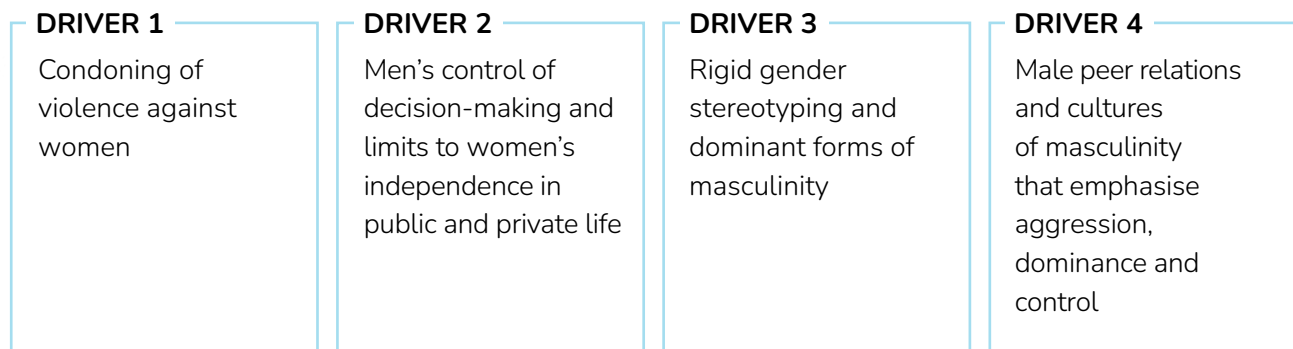 DRIVER 1
Condoning of
violence against
women
DRIVER 2
Men’s control of
decision-making and
limits to women’s
independence in
public and private life
DRIVER 3
Rigid gender
stereotyping and
dominant forms of
masculinity
DRIVER 4
Male peer relations
and cultures
of masculinity
that emphasise
aggression,
dominance and
control